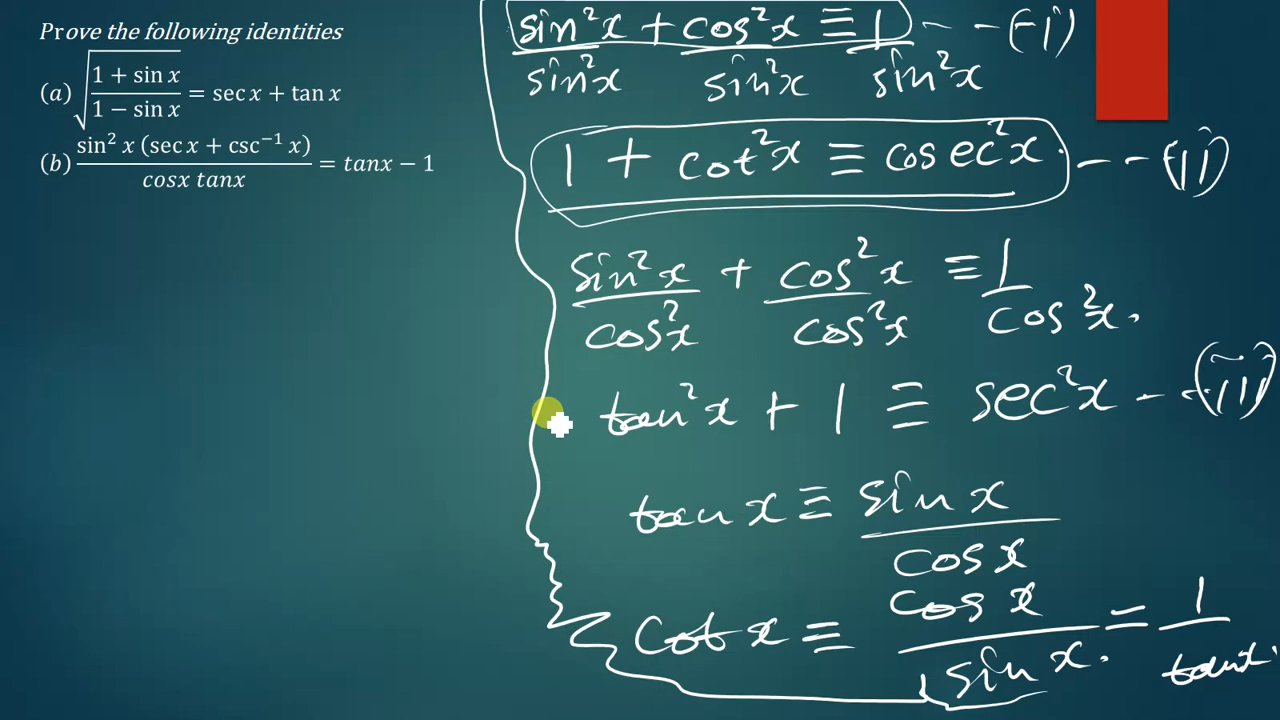 Prove the following identities
(a) √((1 + sin x)/(1 − sin x)) = sec x + tan x
(b) (sin² x (sec x + csc⁻¹ x))/(cosx tanx) = tanx − 1
sin²x/sin²x + cos²x/sin²x ≡ 1/sin²x - - (i)
1 + cot²x ≡ cosec²x. - - (ii)
sin²x/cos²x + cos²x/cos²x ≡ 1/cos²x.
tan²x + 1 ≡ sec²x - - (iii)
tan x ≡ sin x/cos x
cot x ≡ cos x/sin x. = 1/tan x.